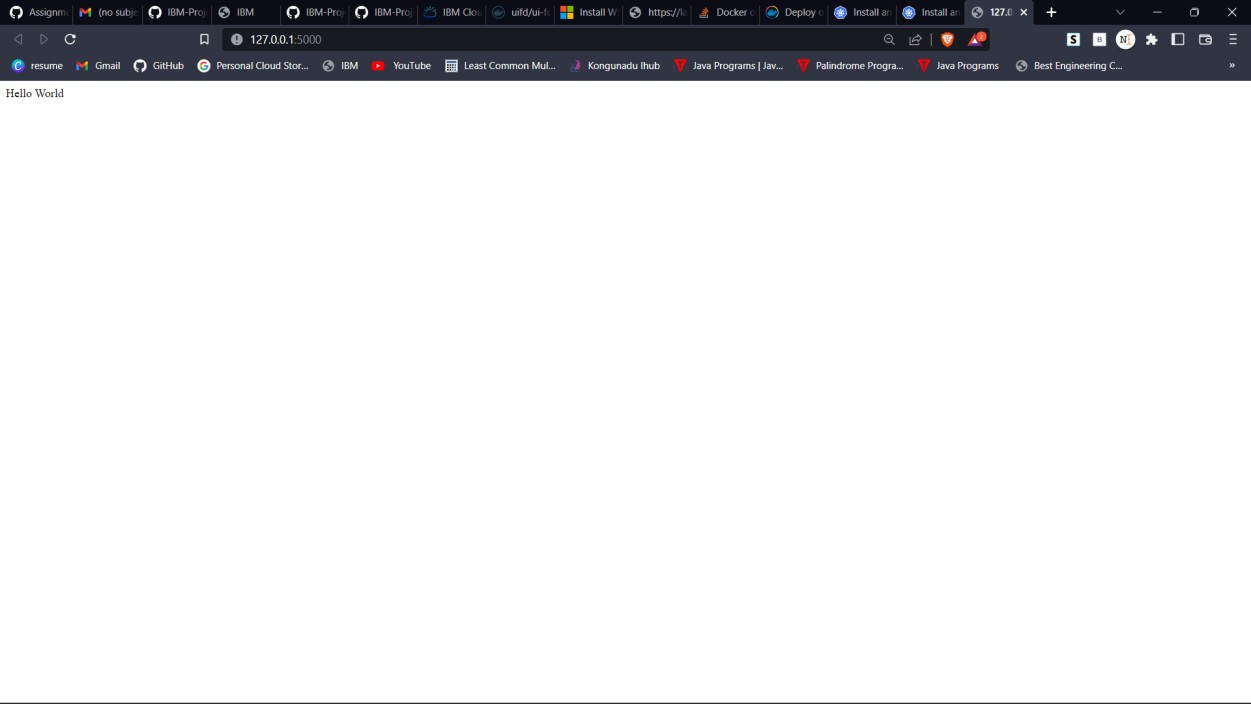 Assignme (no subje IBM-Proj IBM IBM-Proj IBM-Proj IBM Clou uifd/ui-fo Install W https://la Docker c Deploy o Install an Install an 127.0
127.0.0.1:5000
resume Gmail GitHub Personal Cloud Stor... IBM YouTube Least Common Mul... Kongunadu Ihub Java Programs | Jav... Palindrome Progra... Java Programs Best Engineering C... »
Hello World